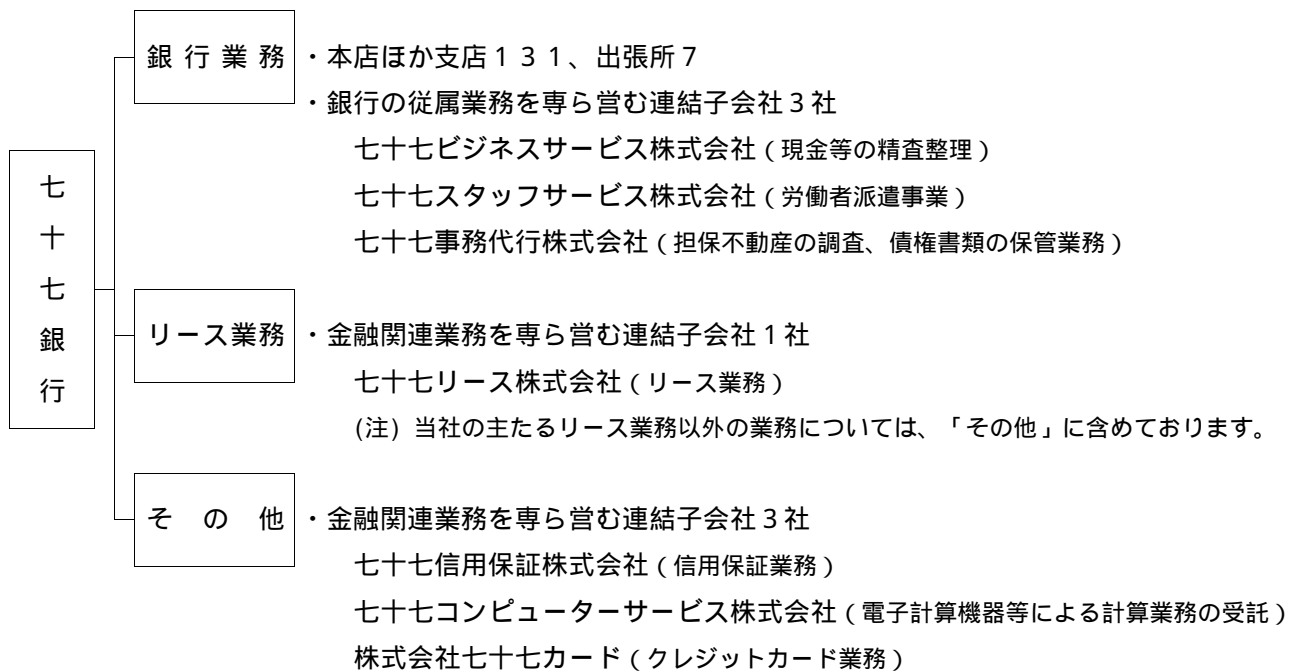 七十七銀行
銀行業務
・本店ほか支店１３１、出張所７
・銀行の従属業務を専ら営む連結子会社３社
七十七ビジネスサービス株式会社（現金等の精査整理）
七十七スタッフサービス株式会社（労働者派遣事業）
七十七事務代行株式会社（担保不動産の調査、債権書類の保管業務）
リース業務
・金融関連業務を専ら営む連結子会社１社
七十七リース株式会社（リース業務）
(注) 当社の主たるリース業務以外の業務については、「その他」に含めております。
その他
・金融関連業務を専ら営む連結子会社３社
七十七信用保証株式会社（信用保証業務）
七十七コンピューターサービス株式会社（電子計算機器等による計算業務の受託）
株式会社七十七カード（クレジットカード業務）